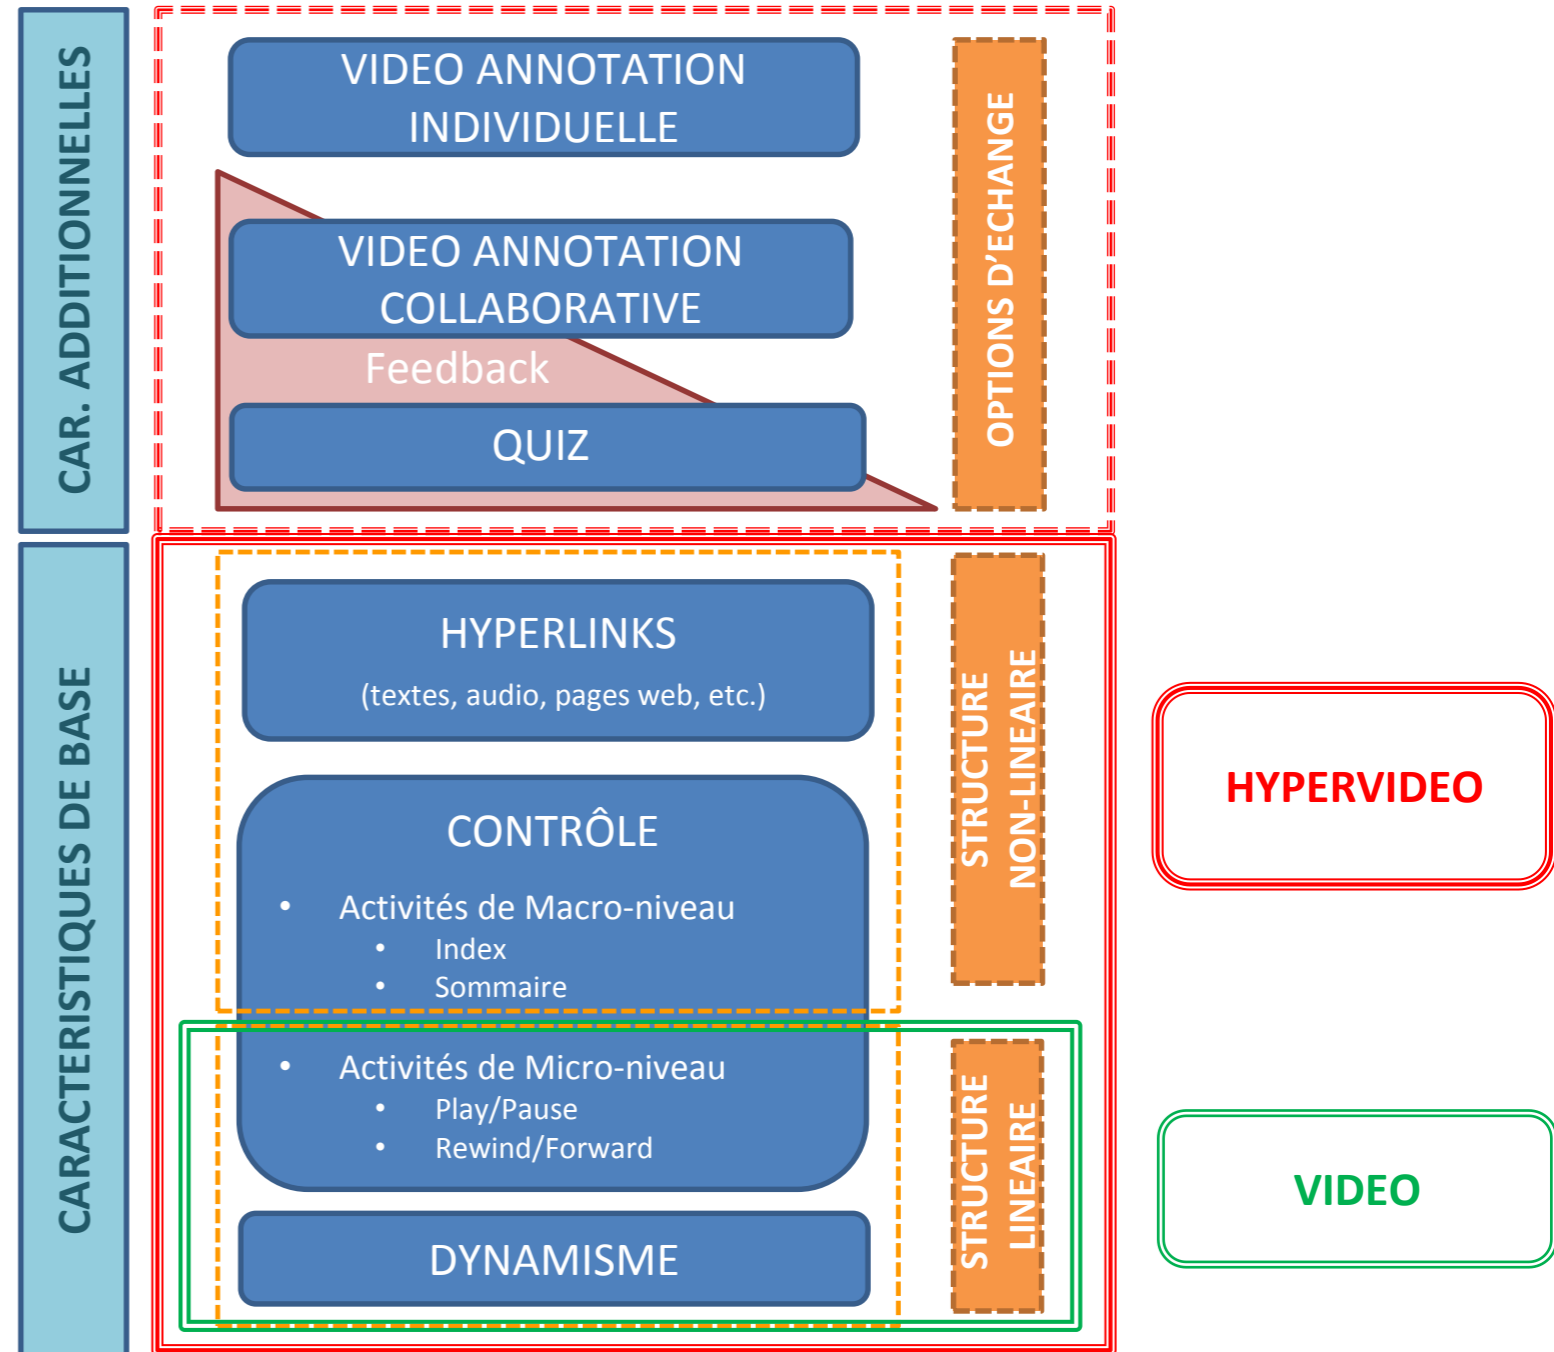 CAR. ADDITIONNELLES
VIDEO ANNOTATION
INDIVIDUELLE
VIDEO ANNOTATION
COLLABORATIVE
Feedback
QUIZ
OPTIONS D’ECHANGE
CARACTERISTIQUES DE BASE
HYPERLINKS
(textes, audio, pages web, etc.)
CONTRÔLE
• Activités de Macro-niveau
• Index
• Sommaire
• Activités de Micro-niveau
• Play/Pause
• Rewind/Forward
DYNAMISME
STRUCTURE
NON-LINEAIRE
STRUCTURE
LINEAIRE
HYPERVIDEO
VIDEO